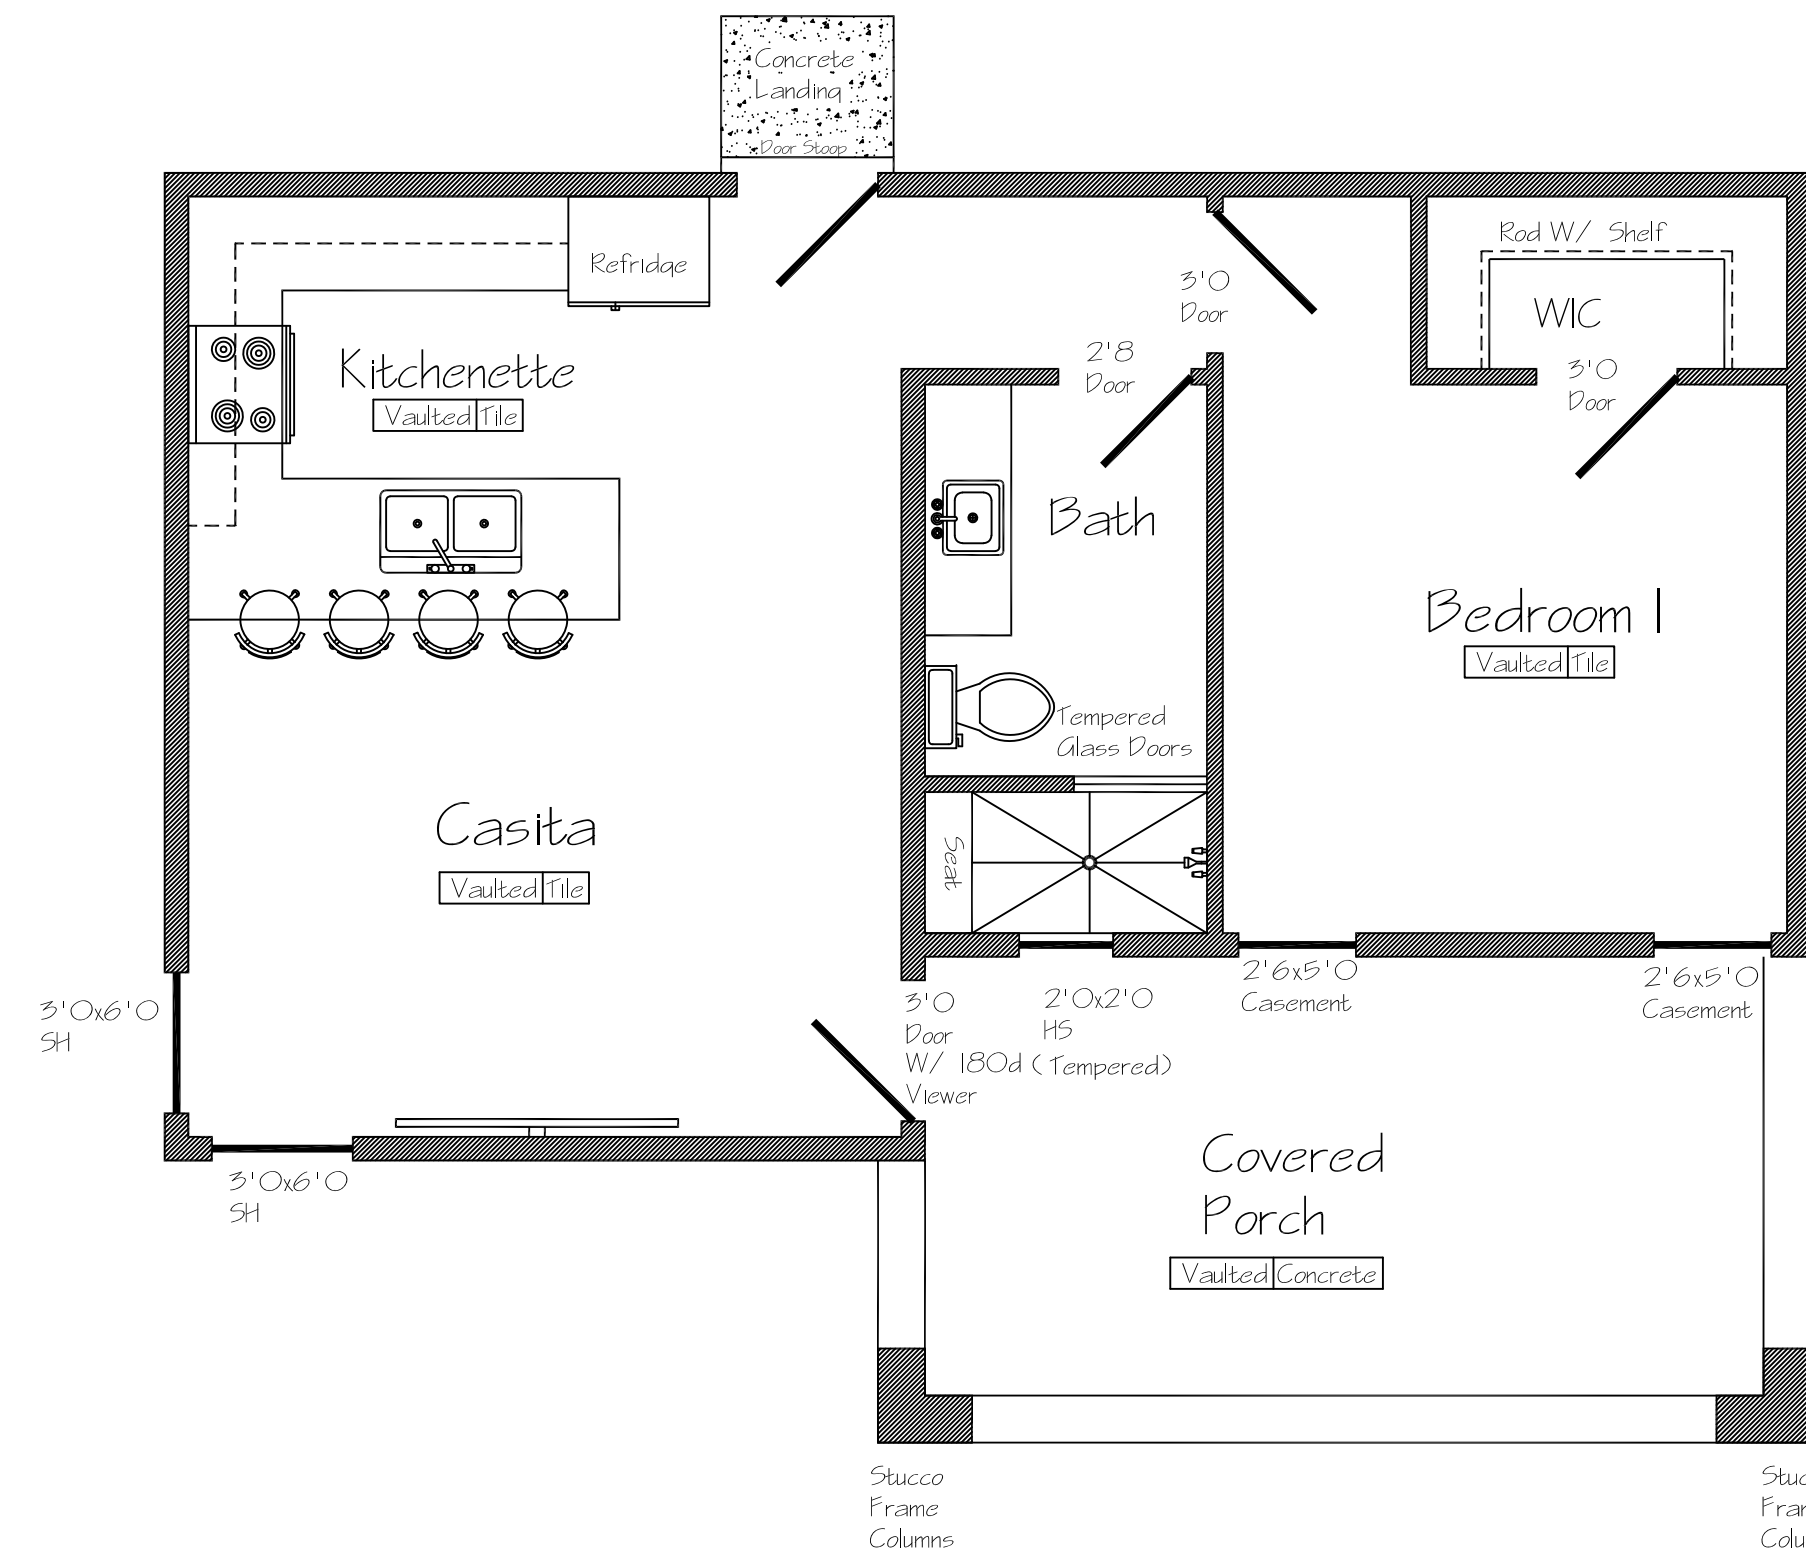 Concrete
Landing
Door Stoop
Rod W/ Shelf
Refridge
3'0
Door
WIC
2'8
Door
3'0
Door
Kitchenette
Vaulted Tile
Bath
Bedroom 1
Vaulted Tile
Tempered
Glass Doors
Casita
Vaulted Tile
Seat
3'0x6'0
SH
3'0
Door
W/ 180d
Viewer
2'0x2'0
HS
(Tempered)
2'6x5'0
Casement
2'6x5'0
Casement
3'0x6'0
SH
Covered
Porch
Vaulted Concrete
Stucco
Frame
Columns
Stuc
Fra
Colu